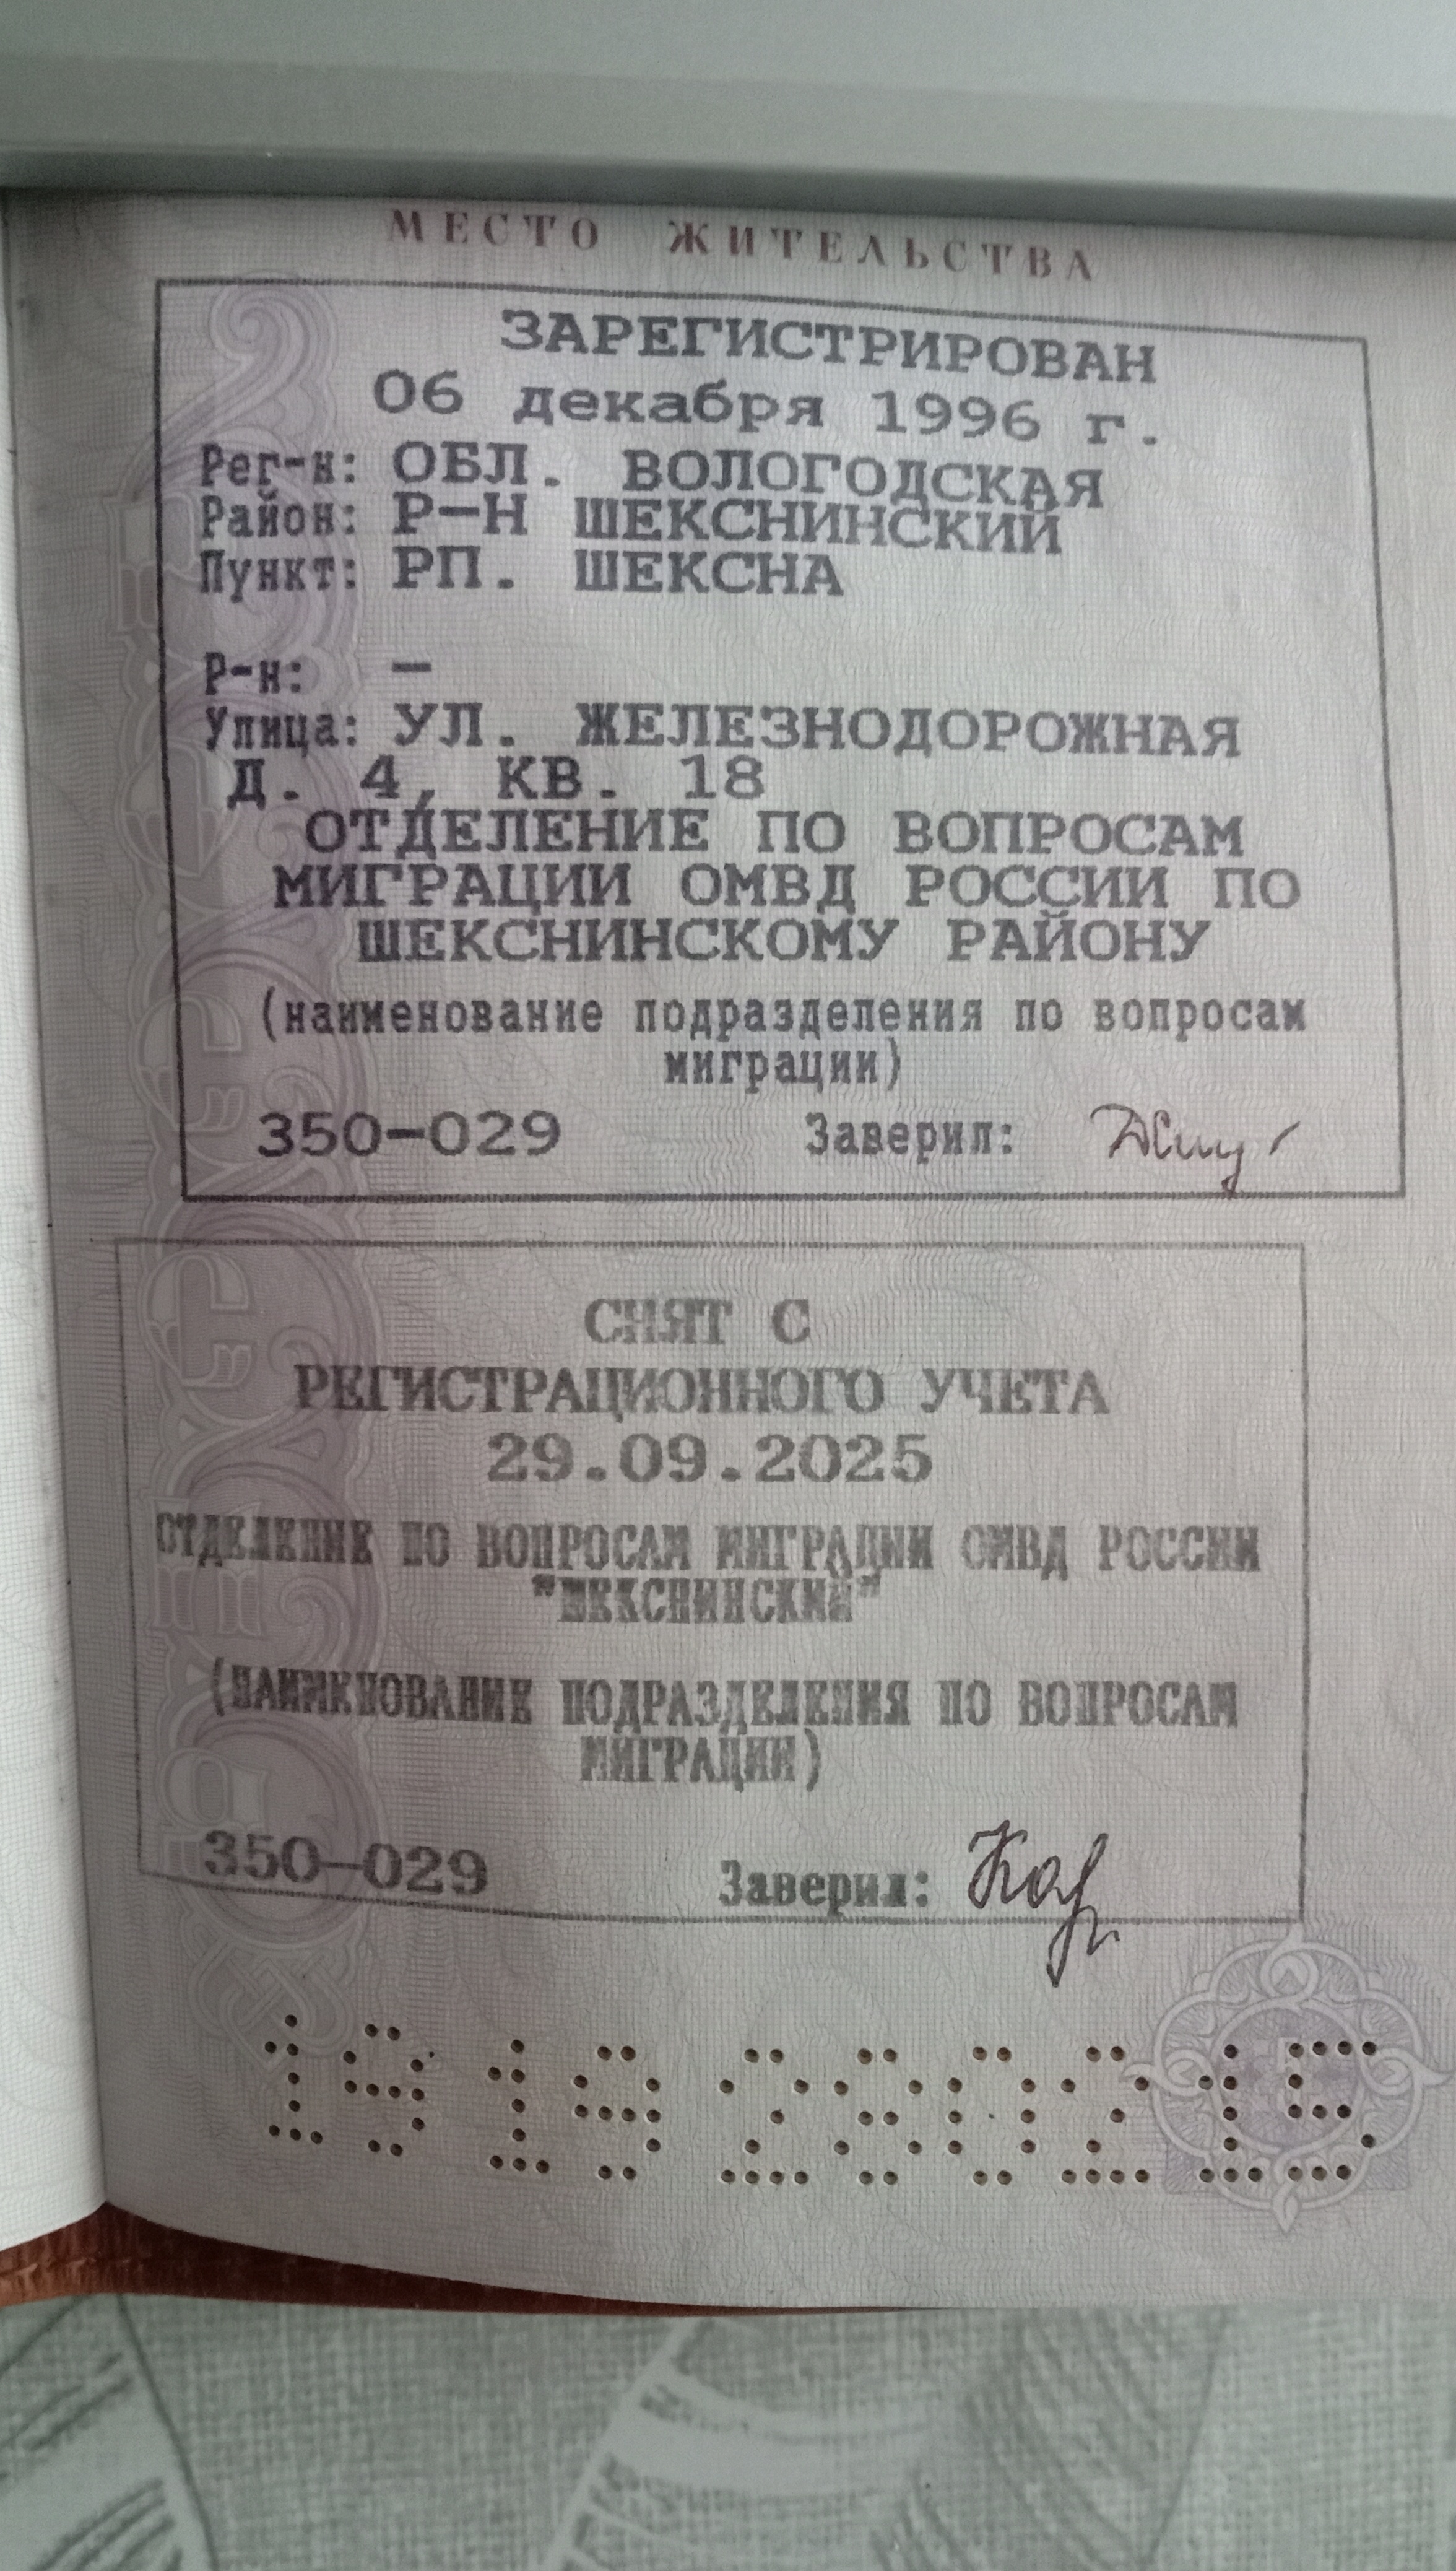 МЕСТО ЖИТЕЛЬСТВА
ЗАРЕГИСТРИРОВАН
06 декабря 1996 г.
Рег-н: ОБЛ. ВОЛОГОДСКАЯ
Район: Р-Н ШЕКСНИНСКИЙ
Пункт: РП. ШЕКСНА
Р-н: –
Улица: УЛ. ЖЕЛЕЗНОДОРОЖНАЯ
Д. 4, КВ. 18
ОТДЕЛЕНИЕ ПО ВОПРОСАМ
МИГРАЦИИ ОМВД РОССИИ ПО
ШЕКСНИНСКОМУ РАЙОНУ
(наименование подразделения по вопросам
миграции)
350-029 Заверил:
СНЯТ С
РЕГИСТРАЦИОННОГО УЧЕТА
29.09.2025
ОТДЕЛЕНИЕ ПО ВОПРОСАМ МИГРАЦИИ ОМВД РОССИИ
"ШЕКСНИНСКИЙ"
(НАИМЕНОВАНИЕ ПОДРАЗДЕЛЕНИЯ ПО ВОПРОСАМ
МИГРАЦИИ)
350-029 Заверил:
19 19 280215